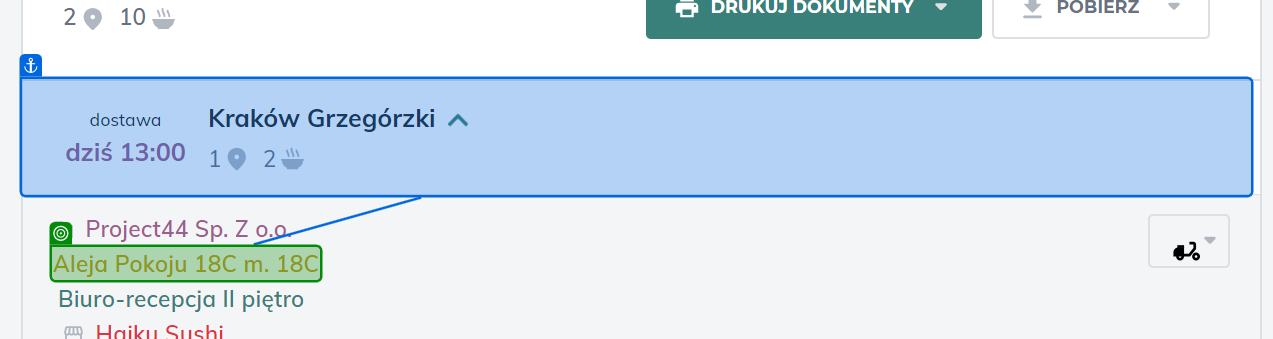 2 10 DRUKUJ DOKUMENTY POBIERZ
dostawa Kraków Grzegórzki
dziś 13:00 1 2
Project44 Sp. Z o.o.
Aleja Pokoju 18C m. 18C
Biuro-recepcja II piętro
Haiku Sushi